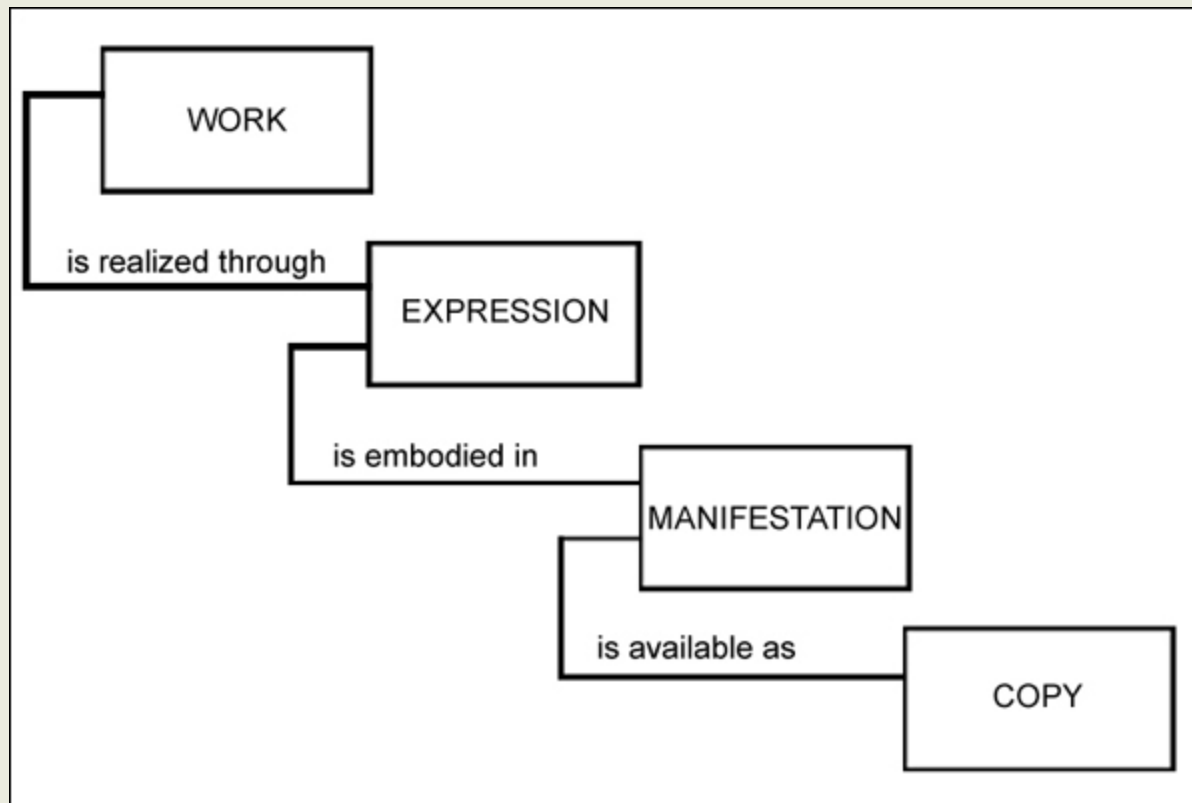 WORK
is realized through
EXPRESSION
is embodied in
MANIFESTATION
is available as
COPY